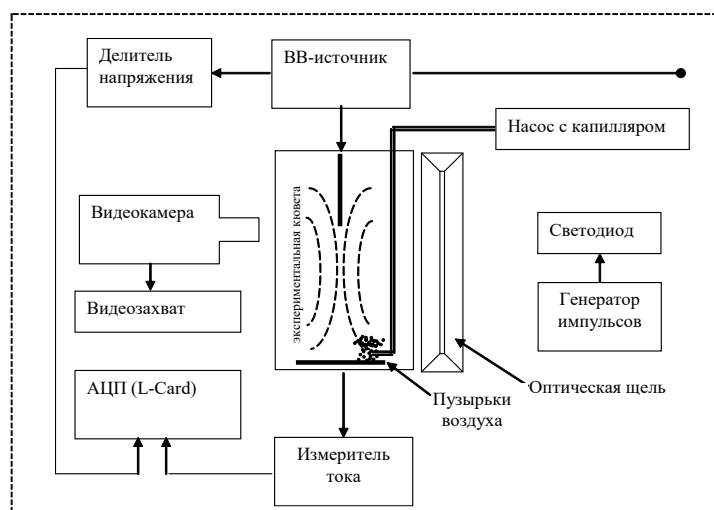 Делитель
напряжения
ВВ-источник
Насос с капилляром
экспериментальная кювета
Видеокамера
Светодиод
Видеозахват
Генератор
импульсов
АЦП (L-Card)
Пузырьки
воздуха
Оптическая щель
Измеритель
тока